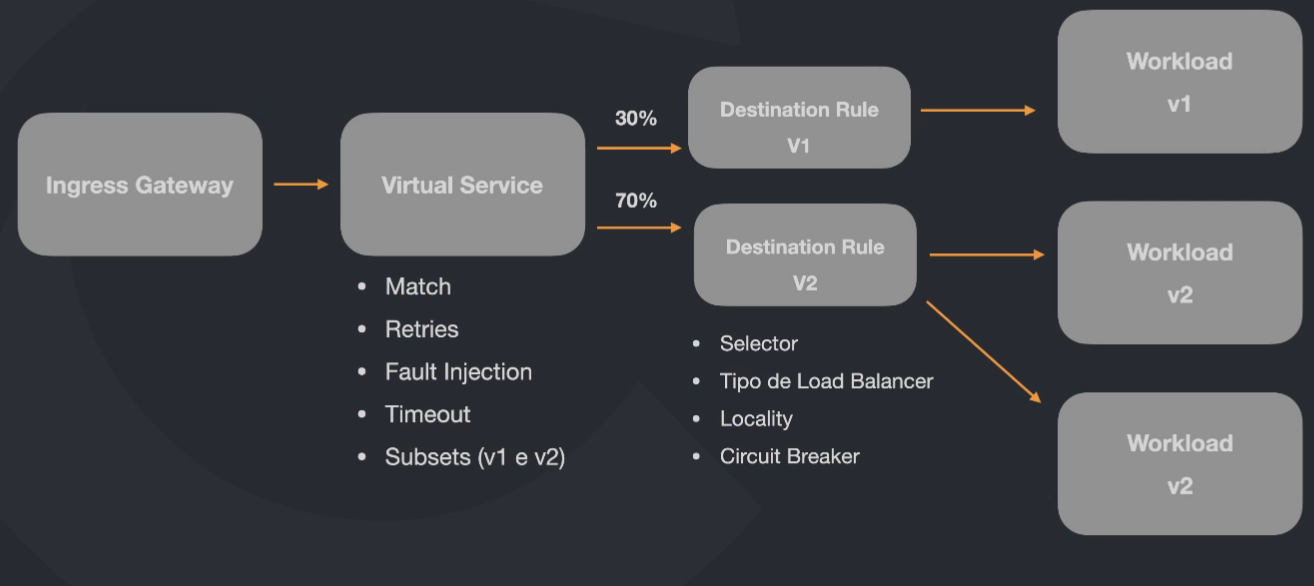 Ingress Gateway
Virtual Service
• Match
• Retries
• Fault Injection
• Timeout
• Subsets (v1 e v2)
30%
70%
Destination Rule
V1
Destination Rule
V2
• Selector
• Tipo de Load Balancer
• Locality
• Circuit Breaker
Workload
v1
Workload
v2
Workload
v2